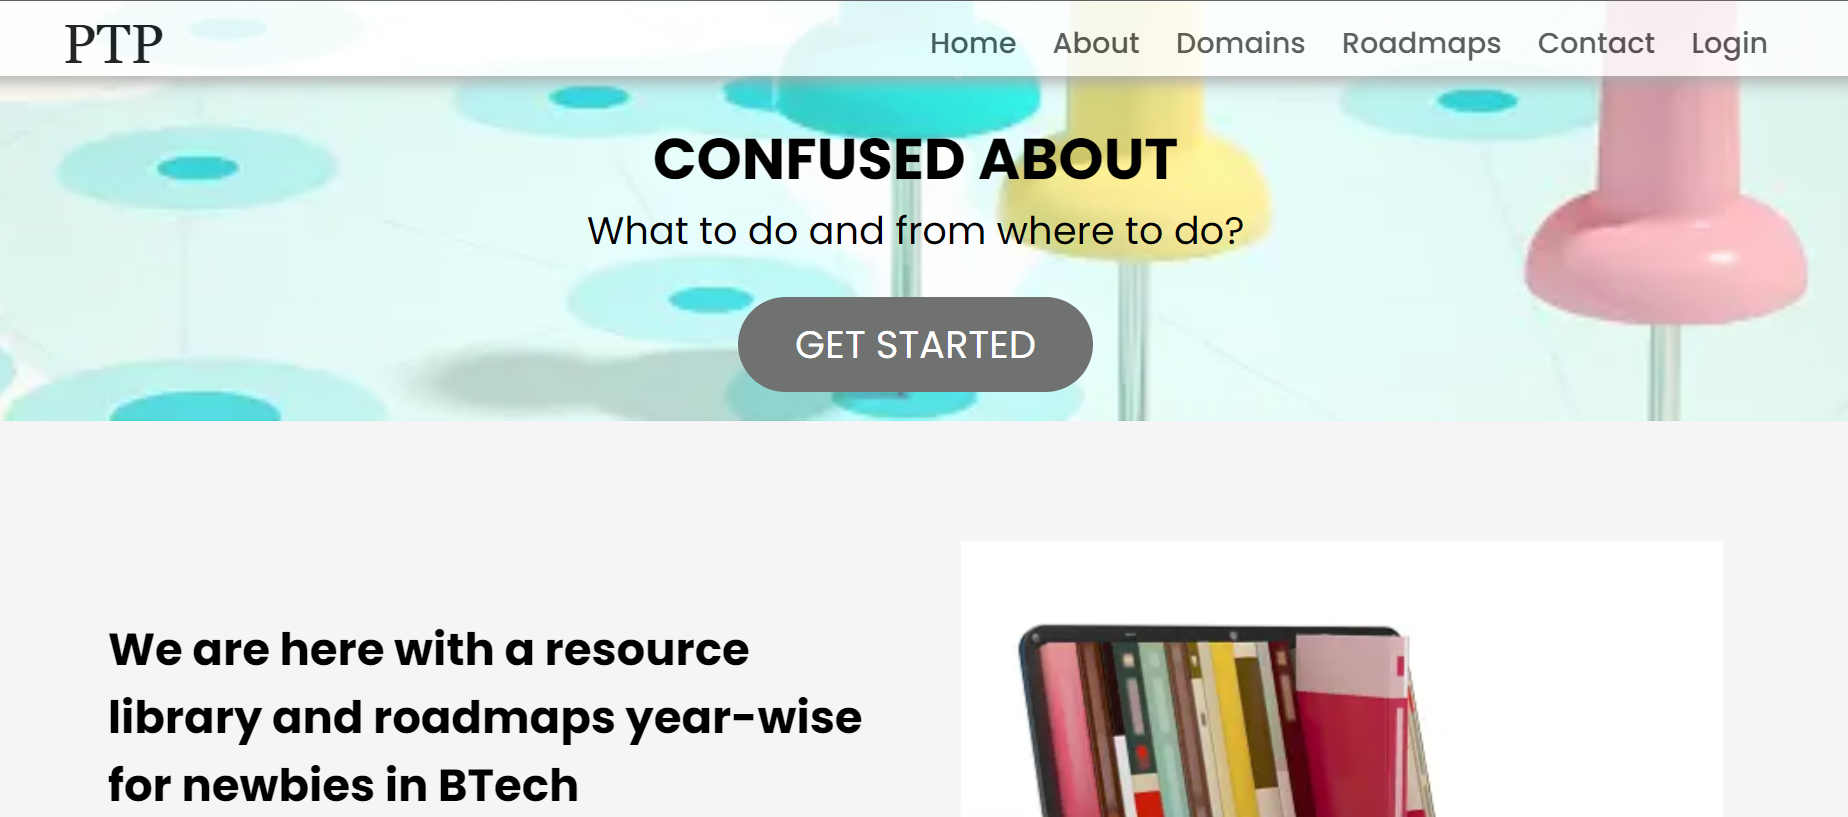 PTP
Home About Domains Roadmaps Contact Login
CONFUSED ABOUT
What to do and from where to do?
GET STARTED
We are here with a resource
library and roadmaps year-wise
for newbies in BTech